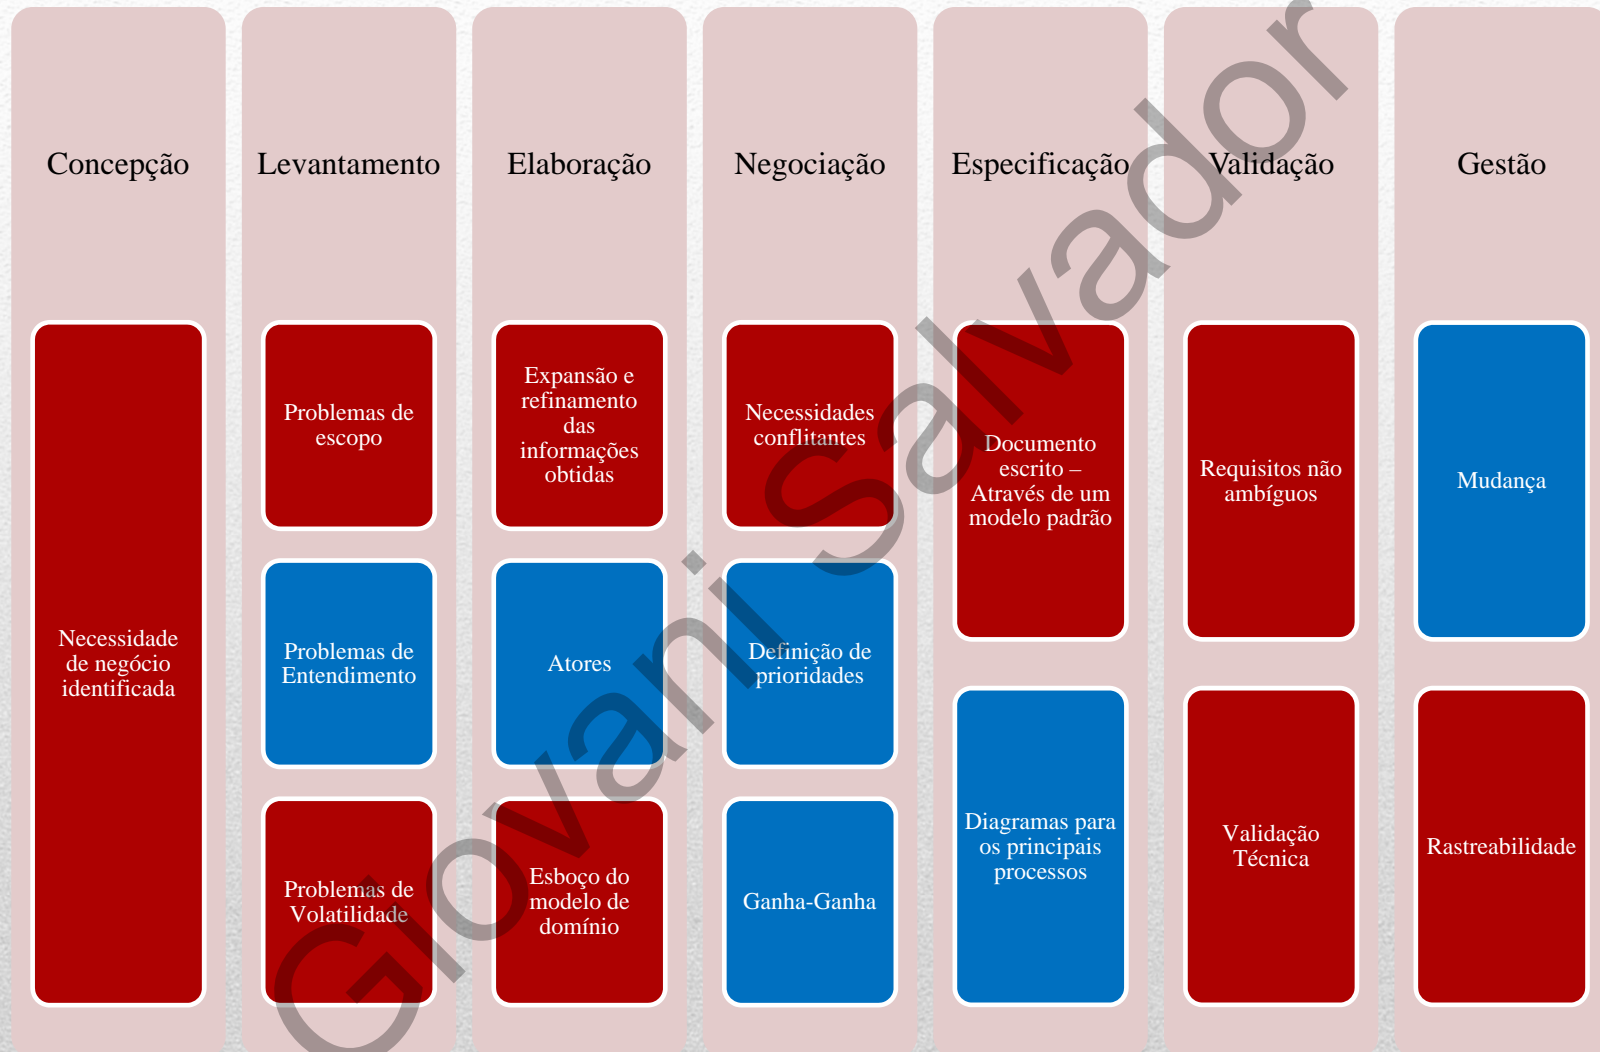 Concepção
Necessidade
de negócio
identificada
Levantamento
Problemas de
escopo
Problemas de
Entendimento
Problemas de
Volatilidade
Elaboração
Expansão e
refinamento
das
informações
obtidas
Atores
Esboço do
modelo de
domínio
Negociação
Necessidades
conflitantes
Definição de
prioridades
Ganha-Ganha
Especificação
Documento
escrito –
Através de um
modelo padrão
Diagramas para
os principais
processos
Validação
Requisitos não
ambíguos
Validação
Técnica
Gestão
Mudança
Rastreabilidade
Giovani Salvador